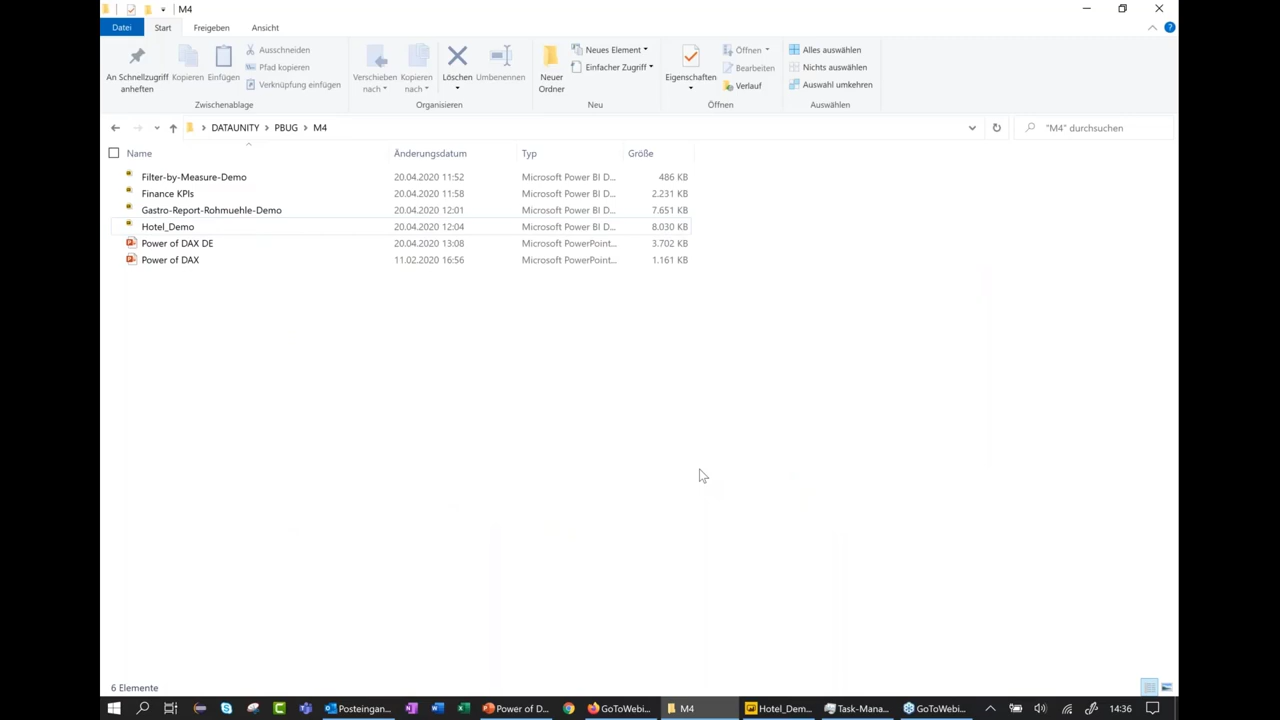 M4
Datei Start Freigeben Ansicht
An Schnellzugriff anheften
Kopieren
Einfügen
Ausschneiden
Pfad kopieren
Verknüpfung einfügen
Zwischenablage
Verschieben nach
Kopieren nach
Löschen
Umbenennen
Organisieren
Neuer Ordner
Neues Element
Einfacher Zugriff
Neu
Eigenschaften
Öffnen
Bearbeiten
Verlauf
Öffnen
Alles auswählen
Nichts auswählen
Auswahl umkehren
Auswählen
DATAUNITY PBUG M4
"M4" durchsuchen
Name Änderungsdatum Typ Größe
Filter-by-Measure-Demo 20.04.2020 11:52 Microsoft Power BI D... 486 KB
Finance KPIs 20.04.2020 11:58 Microsoft Power BI D... 2.231 KB
Gastro-Report-Rohmuehle-Demo 20.04.2020 12:01 Microsoft Power BI D... 7.651 KB
Hotel_Demo 20.04.2020 12:04 Microsoft Power BI D... 8.030 KB
Power of DAX DE 20.04.2020 13:08 Microsoft PowerPoint... 3.702 KB
Power of DAX 11.02.2020 16:56 Microsoft PowerPoint... 1.161 KB
6 Elemente
Posteingan... Power of D... GoToWebi... M4 Hotel_Dem... Task-Mana... GoToWebi... 14:36